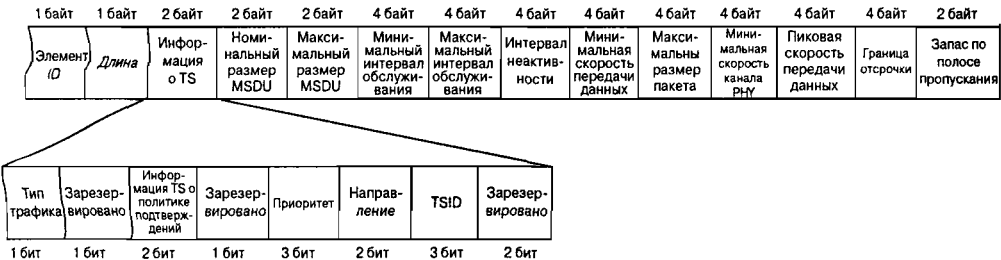 1 байт 1 байт 2 байт 2 байт 2 байт 4 байт 4 байт 4 байт 4 байт 4 байт 4 байт 4 байт 4 байт 2 байт
Элемент
ID
Длина
Инфор-
мация
о TS
Номи-
нальный
размер
MSDU
Макси-
мальный
размер
MSDU
Мини-
мальный
интервал
обслужи-
вания
Макси-
мальный
интервал
обслужи-
вания
Интервал
неактив-
ности
Мини-
мальная
скорость
передачи
данных
Макси-
мальны
размер
пакета
Мини-
мальная
скорость
канала
PHY
Пиковая
скорость
передачи
данных
Граница
отсрочки
Запас по
полосе
пропускания
Тип
трафика
Зарезер-
вировано
Инфор-
мация TS о
политике
подтверж-
дений
Зарезер-
вировано
Приоритет
Направ-
ление
TSID
Зарезер-
вировано
1 бит 1 бит 2 бит 1 бит 3 бит 2 бит 3 бит 2 бит